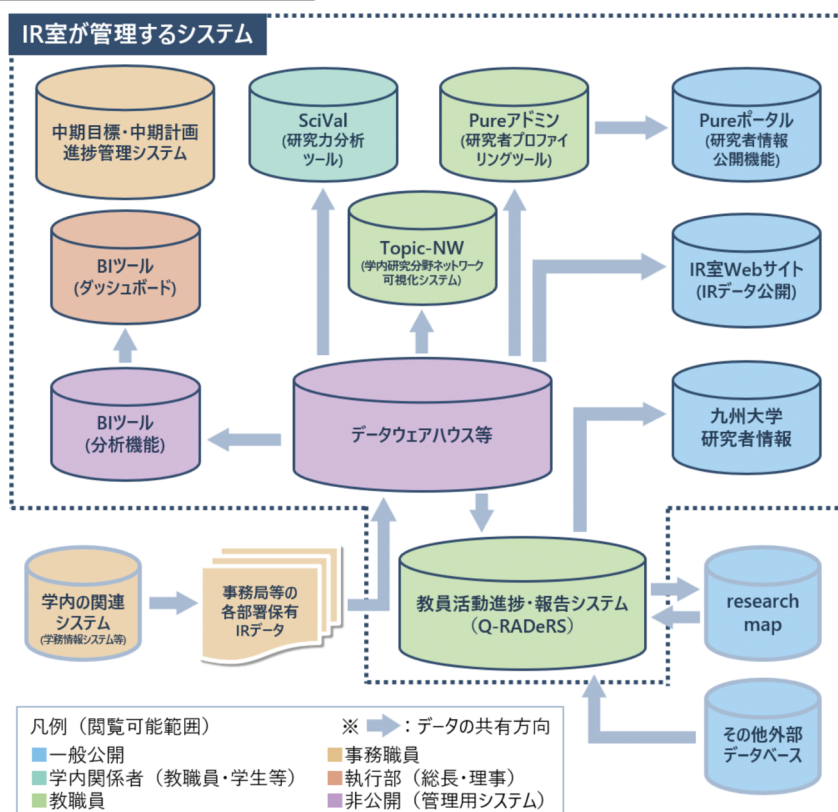 IR室が管理するシステム
中期目標・中期計画
進捗管理システム
SciVal
(研究力分析
ツール)
Pureアドミン
(研究者プロファイ
リングツール)
Pureポータル
(研究者情報
公開機能)
BIツール
(ダッシュボード)
Topic-NW
(学内研究分野ネットワーク
可視化システム)
IR室Webサイト
(IRデータ公開)
BIツール
(分析機能)
データウェアハウス等
九州大学
研究者情報
学内の関連
システム
(学務情報システム等)
事務局等の
各部署保有
IRデータ
教員活動進捗・報告システム
(Q-RADeRS)
research
map
その他外部
データベース
凡例（閲覧可能範囲）
※ : データの共有方向
一般公開
事務職員
学内関係者（教職員・学生等）
執行部（総長・理事）
教職員
非公開（管理用システム）